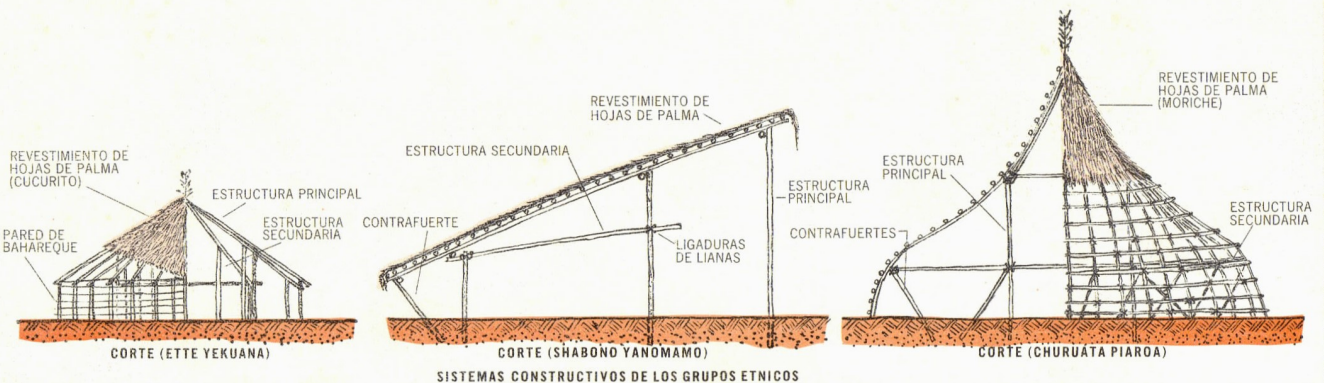 REVESTIMIENTO DE
HOJAS DE PALMA
(CUCURITO)
ESTRUCTURA PRINCIPAL
ESTRUCTURA
SECUNDARIA
PARED DE
BAHAREQUE
CORTE (ETTE YEKUANA)
REVESTIMIENTO DE
HOJAS DE PALMA
ESTRUCTURA SECUNDARIA
CONTRAFUERTE
ESTRUCTURA
PRINCIPAL
LIGADURAS
DE LIANAS
CORTE (SHABONO YANOMAMO)
REVESTIMIENTO DE
HOJAS DE PALMA
(MORICHE)
ESTRUCTURA
PRINCIPAL
CONTRAFUERTES
ESTRUCTURA
SECUNDARIA
CORTE (CHURUATA PIAROA)
SISTEMAS CONSTRUCTIVOS DE LOS GRUPOS ETNICOS